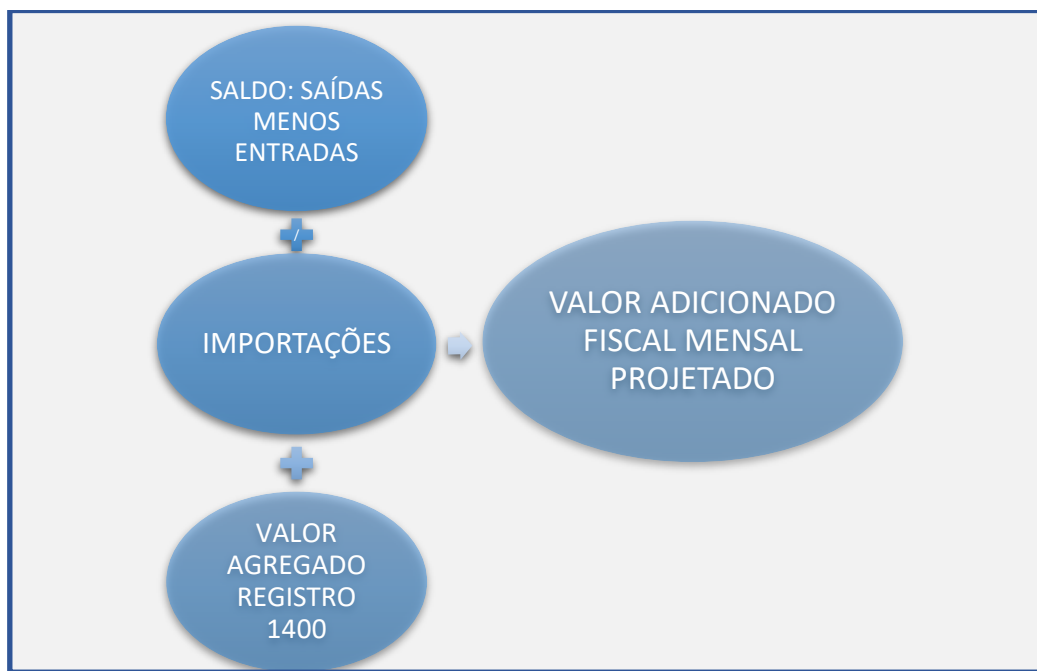 SALDO: SAÍDAS
MENOS
ENTRADAS
/
IMPORTAÇÕES
VALOR ADICIONADO
FISCAL MENSAL
PROJETADO
VALOR
AGREGADO
REGISTRO
1400